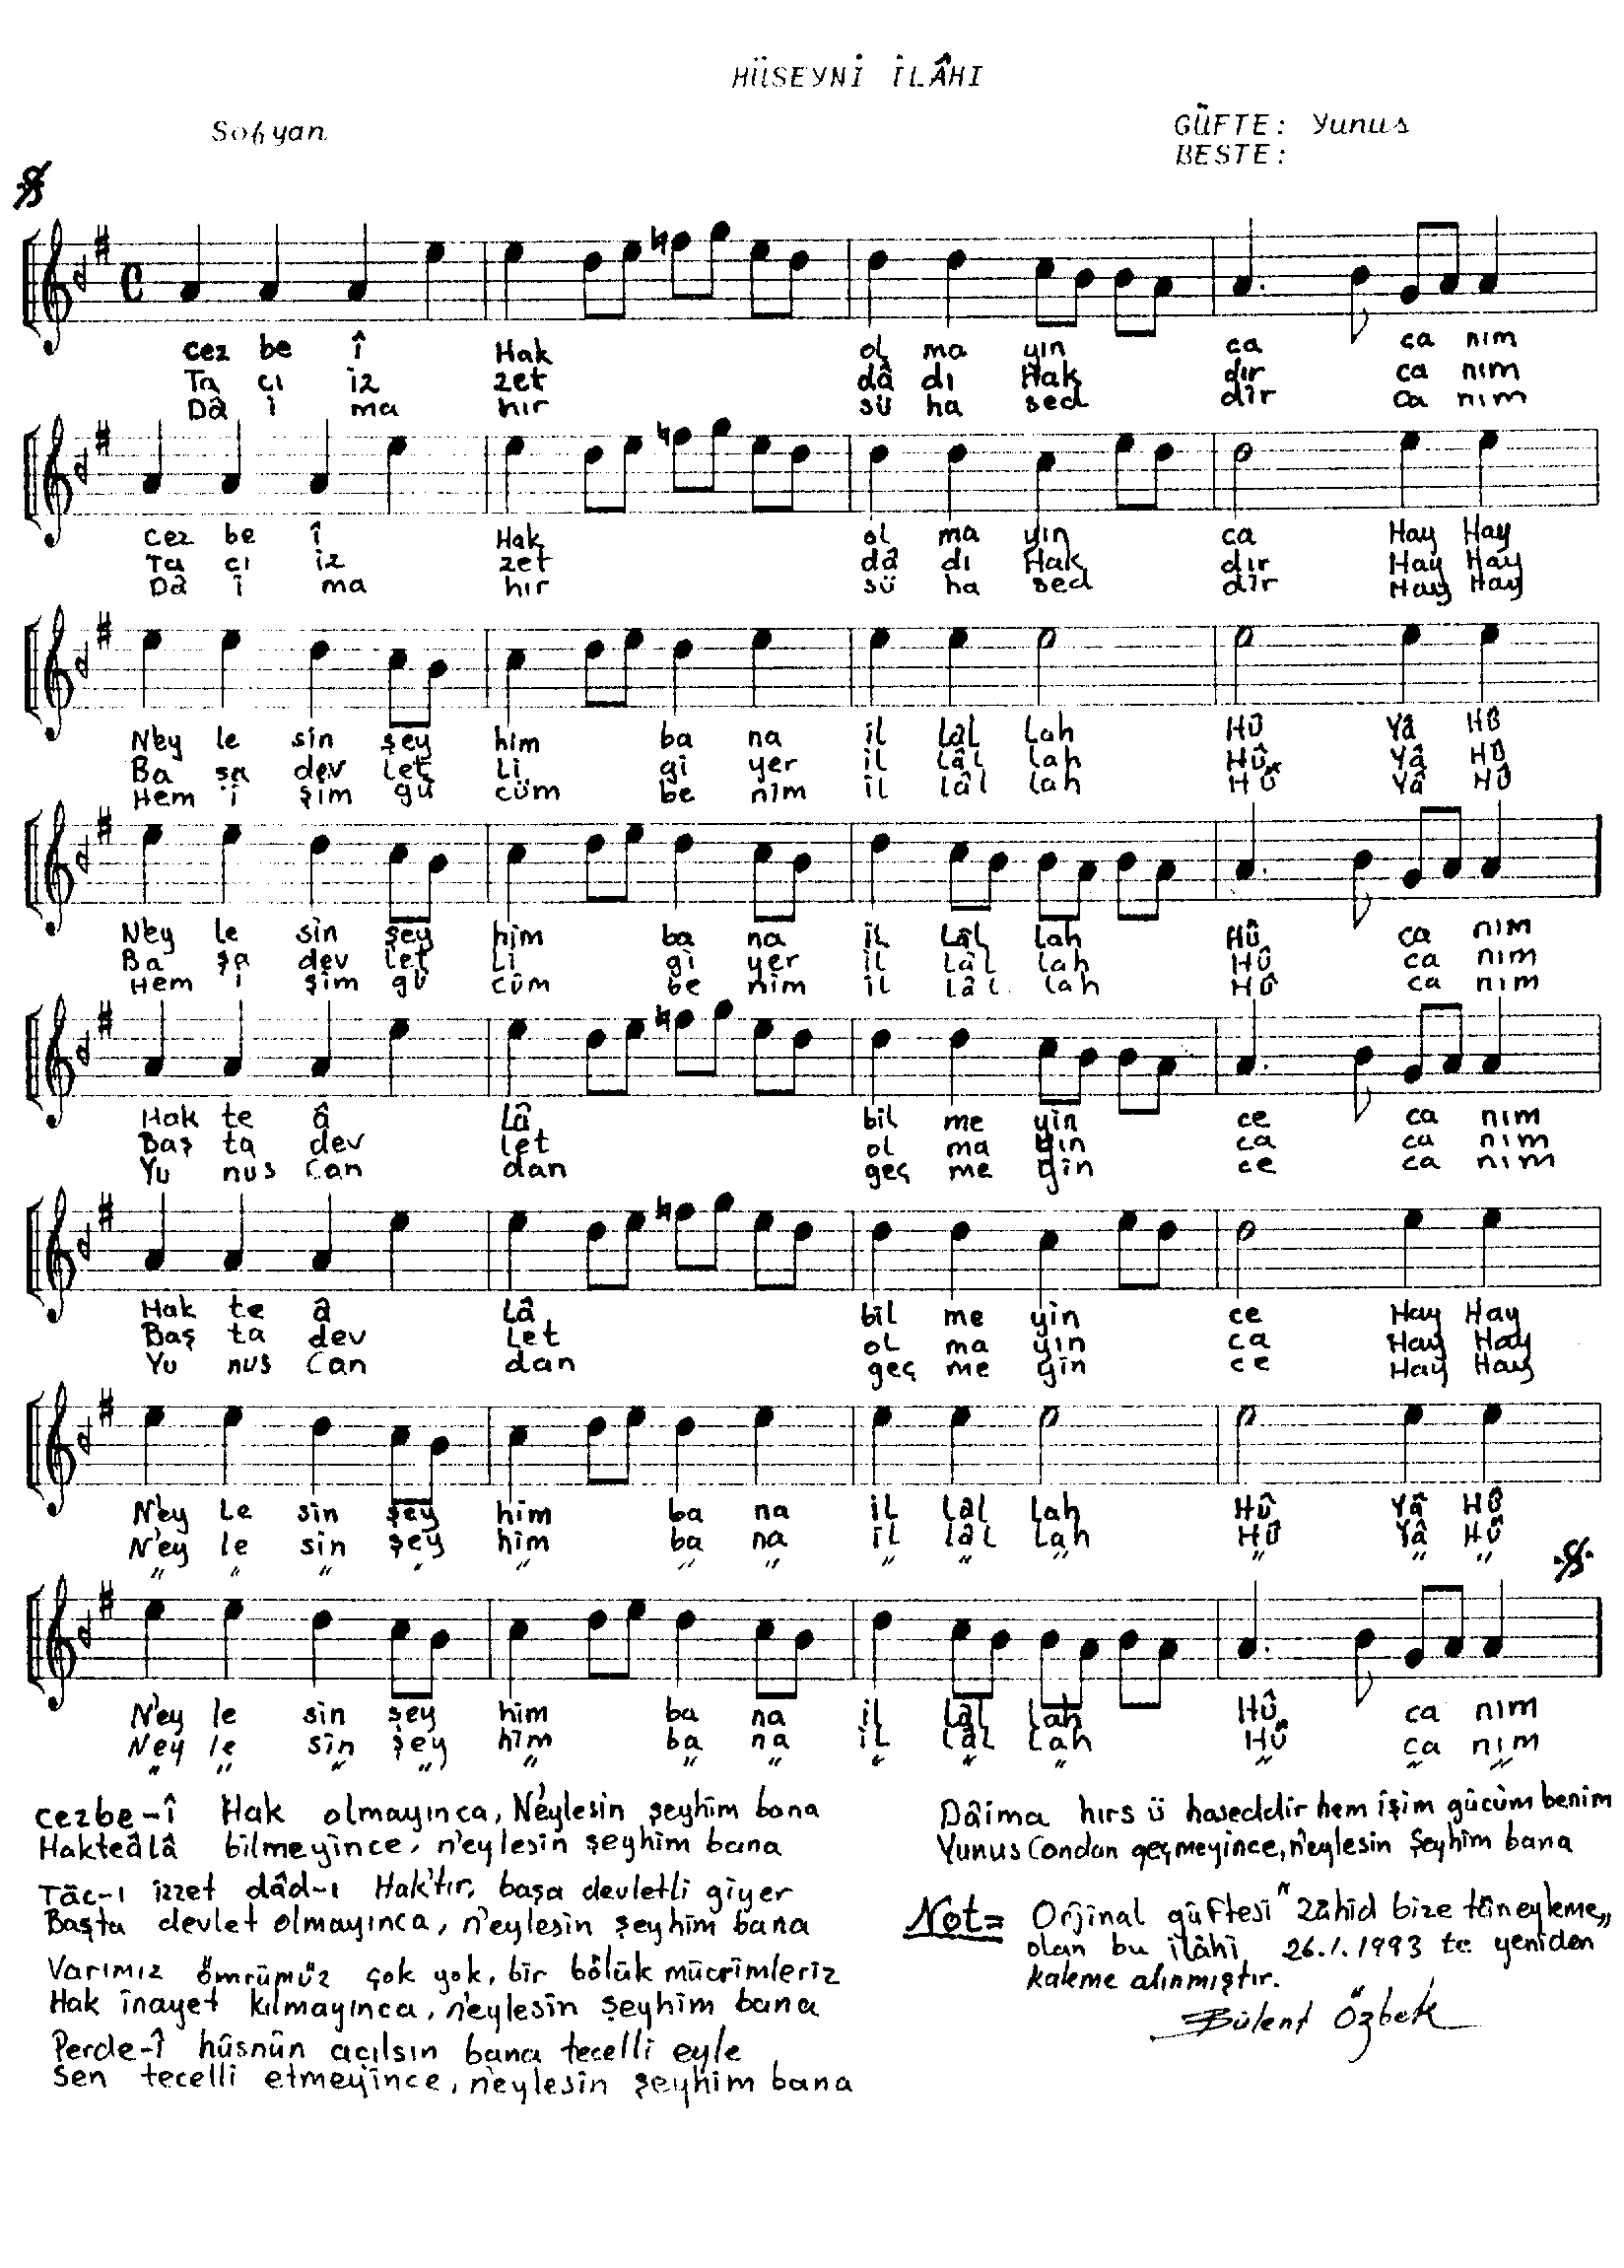 HÜSEYNİ İLÂHI
Sofyan
GÜFTE: Yunus
BESTE:
cez be î Hak ol ma yın ca ca nım
Ta cı iz zet dâ dı Hak dır ca nım
Dâ i ma hır sü ha sed dir ca nım
cez be î Hak ol ma yın ca Hay Hay
Ta cı iz zet dâ dı Hak dır Hay Hay
Dâ î ma hır sü ha sed dîr Hay Hay
N'ey le sin şey him ba na il lâl lah Hû Yâ Hû
Ba şa dev let li gi yer il lâl lah Hû Yâ Hû
Hem i şim gü cüm be nim il lâl lah Hû Yâ Hû
N'ey le sin şey him ba na il lâl lah Hû ca nım
Ba şa dev let li gi yer il lâl lah Hû ca nım
Hem i şim gü cüm be nim il lâl lah Hû ca nım
Hak te â lâ bil me yin ce ca nım
Baş ta dev let ol ma yın ca ca nım
Yu nus Can dan geç me yin ce ca nım
Hak te â lâ bil me yin ce Hay Hay
Baş ta dev let ol ma yın ca Hay Hay
Yu nus Can dan geç me yin ce Hay Hay
N'ey le sin şey him ba na il lâl lah Hû Yâ Hû
N'ey le sin şey him ba na il lâl lah Hû Yâ Hû
" " " " " " " " " " " " "
N'ey le sin şey him ba na il lâl lah Hû ca nım
Ney le sin şey him ba na il lâl lah Hû ca nım
" " " " " " " " " " " " "
cezbe-î Hak olmayınca, Neylesin şeyhim bana
Hakteâlâ bilmeyince, n'eylesin şeyhim bana
Tâc-ı izzet dâd-ı Hak'tır, başa devletli giyer
Başta devlet olmayınca, n'eylesin şeyhim bana
Varımız ömrümüz çok yok, bir bölük mücrimleriz
Hak inayet kılmayınca, n'eylesin şeyhim bana
Perde-î hüsnün açılsın bana tecelli eyle
Sen tecelli etmeyince, n'eylesin şeyhim bana
Dâima hırs ü haseddir hem işim gücüm benim
Yunus Candan geçmeyince, n'eylesin Şeyhim bana
Not= Orjinal güftesi "Zâhid bize tân eyleme,,
olan bu ilâhi 26.1.1993 te yeniden
kaleme alınmıştır.
Bülent Özbek